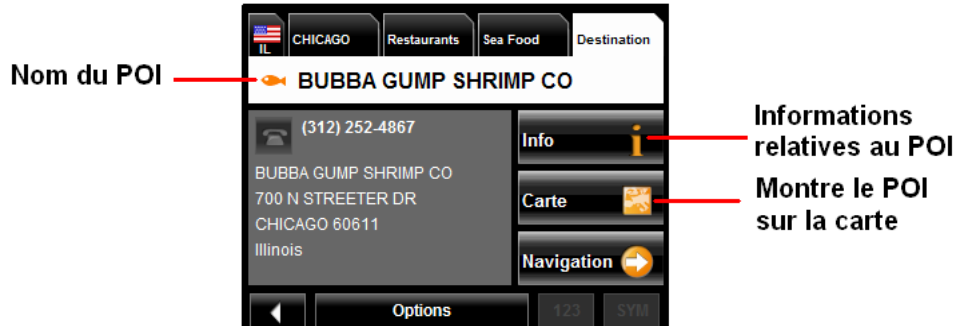 IL
CHICAGO
Restaurants
Sea Food
Destination
Nom du POI
BUBBA GUMP SHRIMP CO
(312) 252-4867
BUBBA GUMP SHRIMP CO
700 N STREETER DR
CHICAGO 60611
Illinois
Info
Carte
Navigation
Informations
relatives au POI
Montre le POI
sur la carte
Options
123
SYM